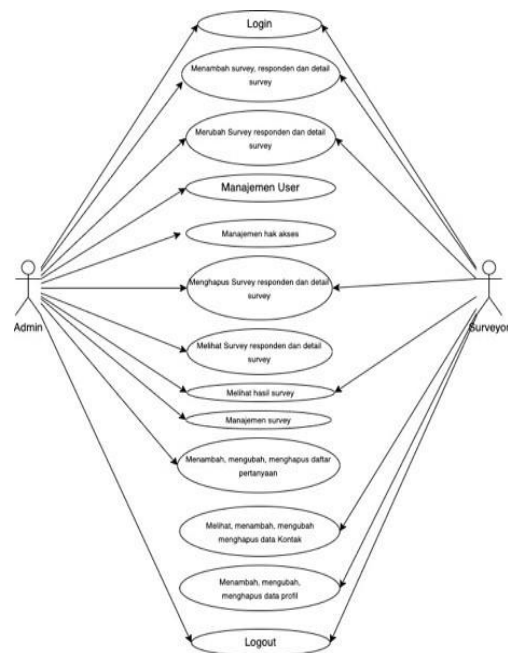 Login
Menambah survey, responden dan detail
survey
Merubah Survey responden dan detail
survey
Manajemen User
Manajemen hak akses
Menghapus Survey responden dan detail
survey
Admin
Surveyor
Melihat Survey responden dan detail
survey
Melihat hasil survey
Manajemen survey
Menambah, mengubah, menghapus daftar
pertanyaan
Melihat, menambah, mengubah
menghapus data Kontak
Menambah, mengubah,
menghapus data profil
Logout